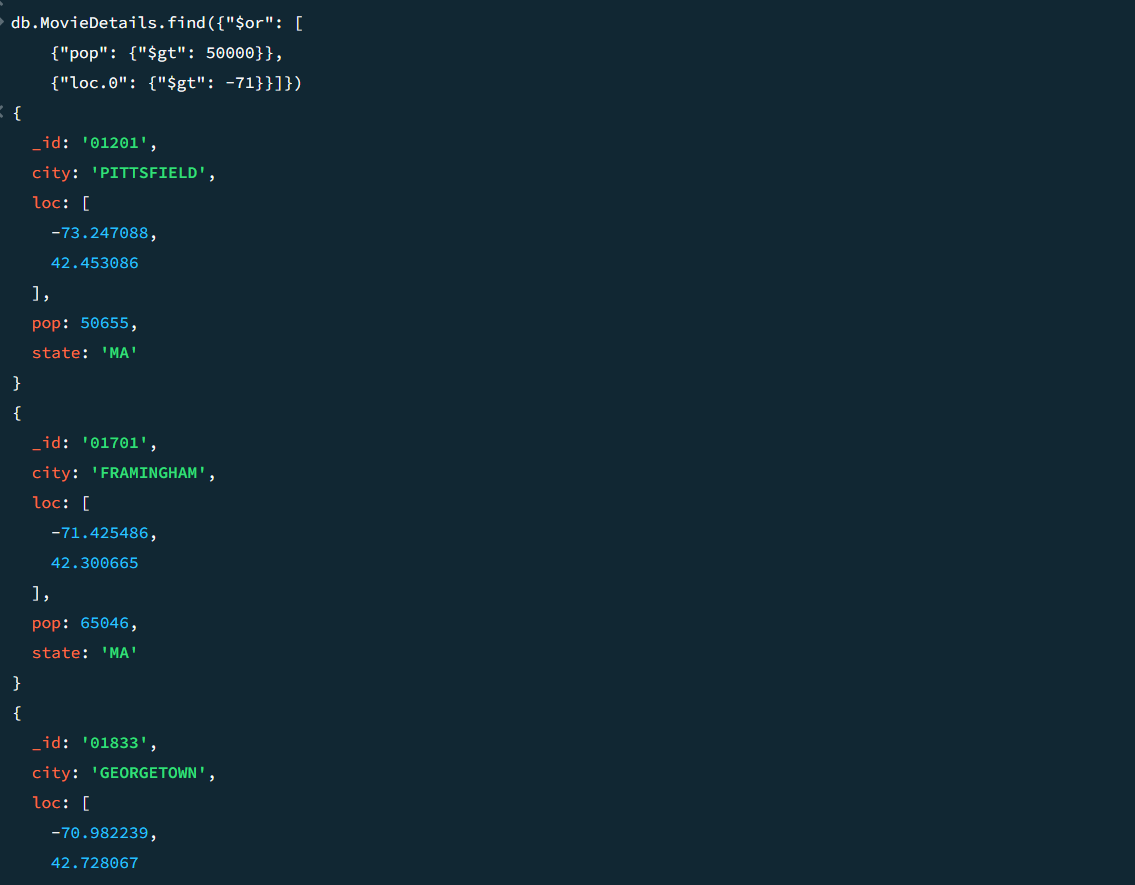 db.MovieDetails.find({"$or": [
    {"pop": {"$gt": 50000}},
    {"loc.0": {"$gt": -71}}]})
{
  _id: '01201',
  city: 'PITTSFIELD',
  loc: [
    -73.247088,
    42.453086
  ],
  pop: 50655,
  state: 'MA'
}
{
  _id: '01701',
  city: 'FRAMINGHAM',
  loc: [
    -71.425486,
    42.300665
  ],
  pop: 65046,
  state: 'MA'
}
{
  _id: '01833',
  city: 'GEORGETOWN',
  loc: [
    -70.982239,
    42.728067